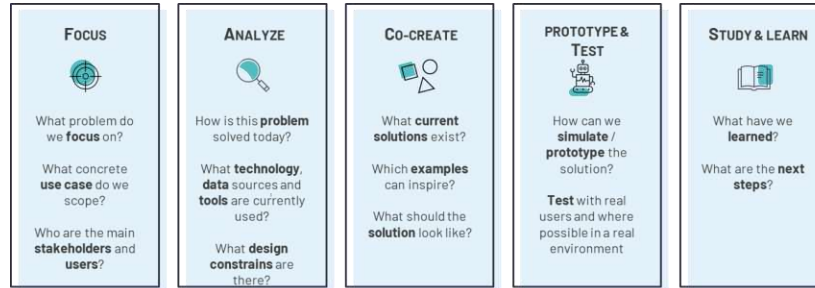 FOCUS
What problem do
we focus on?
What concrete
use case do we
scope?
Who are the main
stakeholders and
users?
ANALYZE
How is this problem
solved today?
What technology,
data sources and
tools are currently
used?
What design
constrains are
there?
CO-CREATE
What current
solutions exist?
Which examples
can inspire?
What should the
solution look like?
PROTOTYPE &
TEST
How can we
simulate /
prototype the
solution?
Test with real
users and where
possible in a real
environment
STUDY & LEARN
What have we
learned?
What are the next
steps?